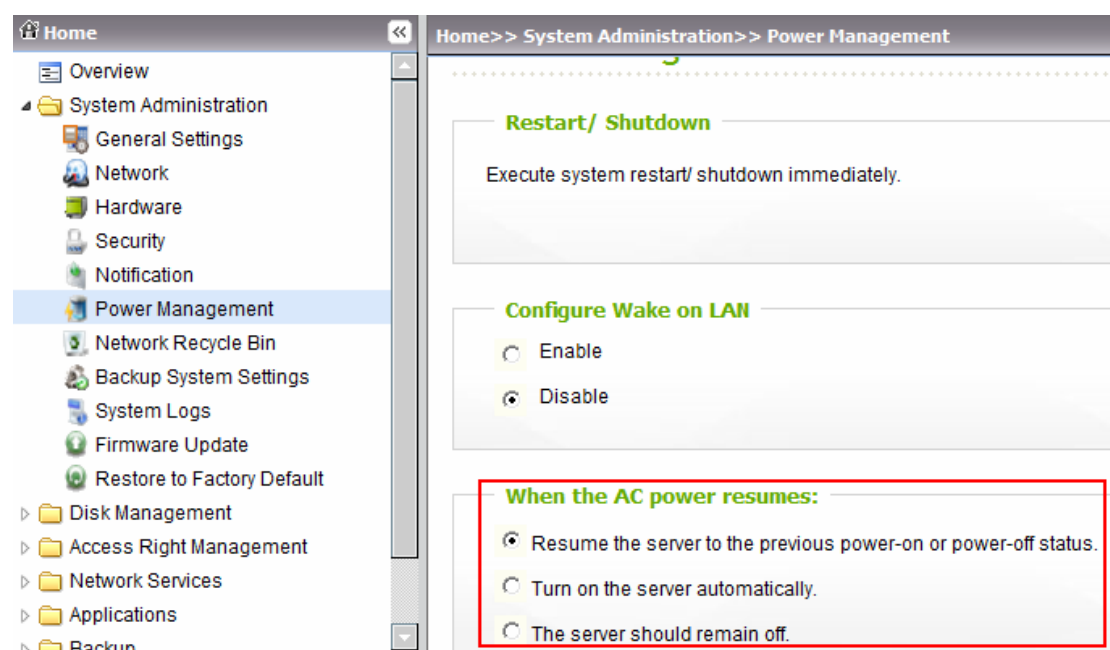 Home
Overview
System Administration
General Settings
Network
Hardware
Security
Notification
Power Management
Network Recycle Bin
Backup System Settings
System Logs
Firmware Update
Restore to Factory Default
Disk Management
Access Right Management
Network Services
Applications
Backup
Home>> System Administration>> Power Management
Restart/ Shutdown
Execute system restart/ shutdown immediately.
Configure Wake on LAN
Enable
Disable
When the AC power resumes:
Resume the server to the previous power-on or power-off status.
Turn on the server automatically.
The server should remain off.